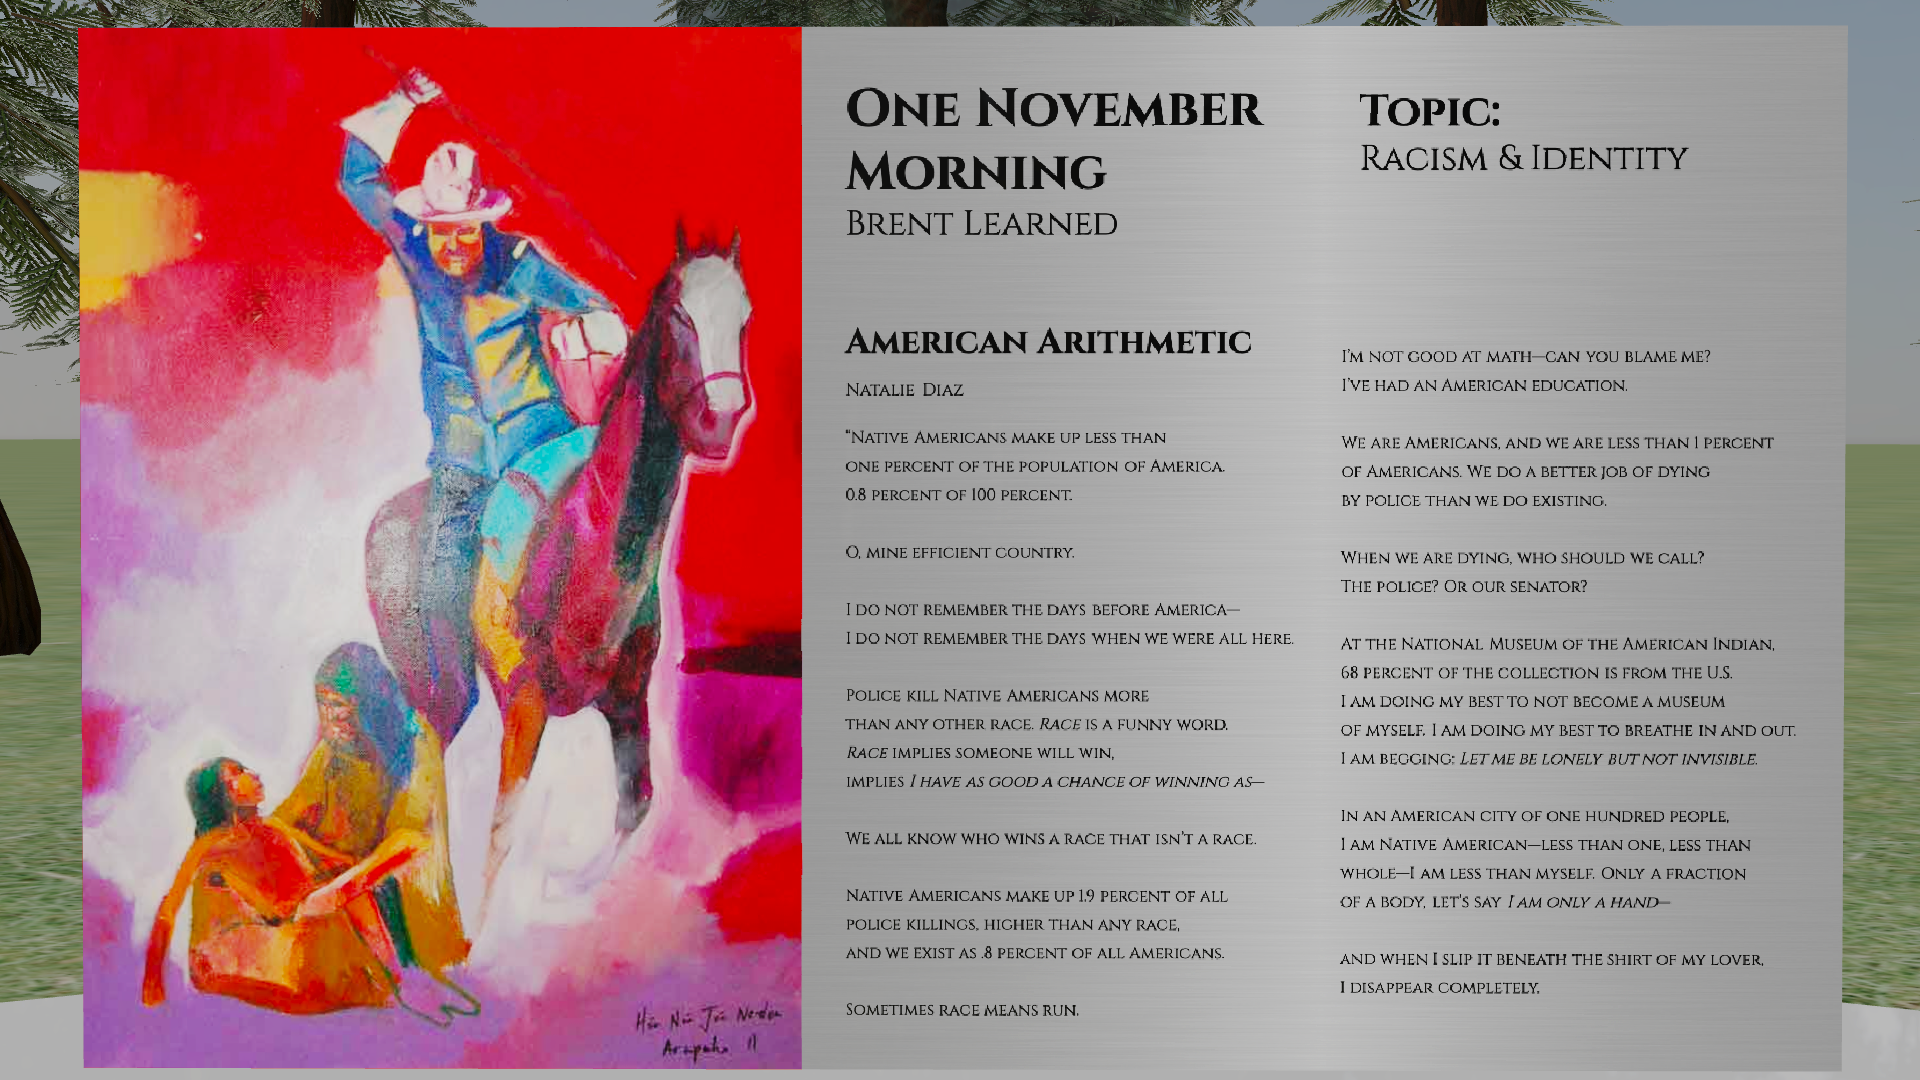 One November
Morning
Brent Learned
Topic:
Racism & Identity
American Arithmetic
Natalie Diaz
"Native Americans make up less than
one percent of the population of America.
0.8 percent of 100 percent.
O, mine efficient country.
I do not remember the days before America—
I do not remember the days when we were all here.
Police kill Native Americans more
than any other race. Race is a funny word.
Race implies someone will win,
implies I have as good a chance of winning as—
We all know who wins a race that isn't a race.
Native Americans make up 1.9 percent of all
police killings, higher than any race,
and we exist as .8 percent of all Americans.
Sometimes race means run.
I'm not good at math—can you blame me?
I've had an American education.
We are Americans, and we are less than 1 percent
of Americans. We do a better job of dying
by police than we do existing.
When we are dying, who should we call?
The police? Or our senator?
At the National Museum of the American Indian,
68 percent of the collection is from the U.S.
I am doing my best to not become a museum
of myself. I am doing my best to breathe in and out.
I am begging: Let me be lonely but not invisible.
In an American city of one hundred people,
I am Native American—less than one, less than
whole—I am less than myself. Only a fraction
of a body, let's say I am only a hand—
and when I slip it beneath the shirt of my lover,
I disappear completely.
Arapaho